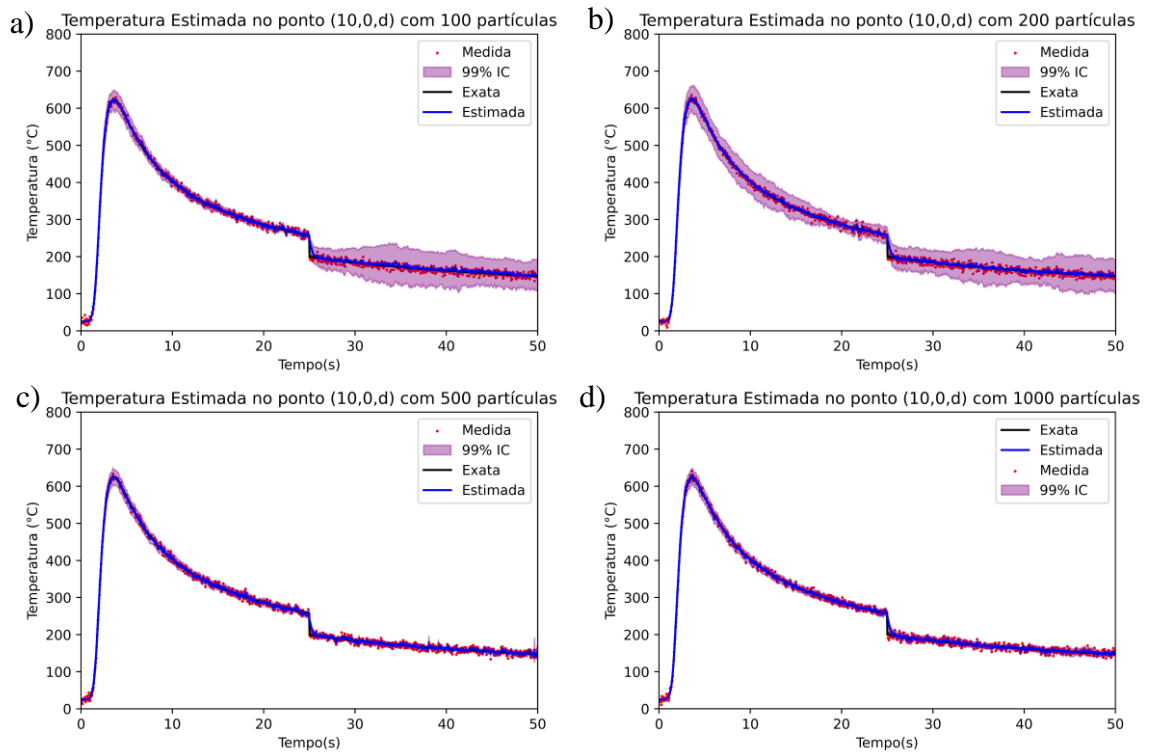 a)
Temperatura Estimada no ponto (10,0,d) com 100 partículas
800
700
600
500
400
300
200
100
0
Temperatura (°C)
0 10 20 30 40 50
Tempo(s)
Medida
99% IC
Exata
Estimada
b)
Temperatura Estimada no ponto (10,0,d) com 200 partículas
800
700
600
500
400
300
200
100
0
Temperatura (°C)
0 10 20 30 40 50
Tempo(s)
Medida
99% IC
Exata
Estimada
c)
Temperatura Estimada no ponto (10,0,d) com 500 partículas
800
700
600
500
400
300
200
100
0
Temperatura (°C)
0 10 20 30 40 50
Tempo(s)
Medida
99% IC
Exata
Estimada
d)
Temperatura Estimada no ponto (10,0,d) com 1000 partículas
800
700
600
500
400
300
200
100
0
Temperatura (°C)
0 10 20 30 40 50
Tempo(s)
Exata
Estimada
Medida
99% IC